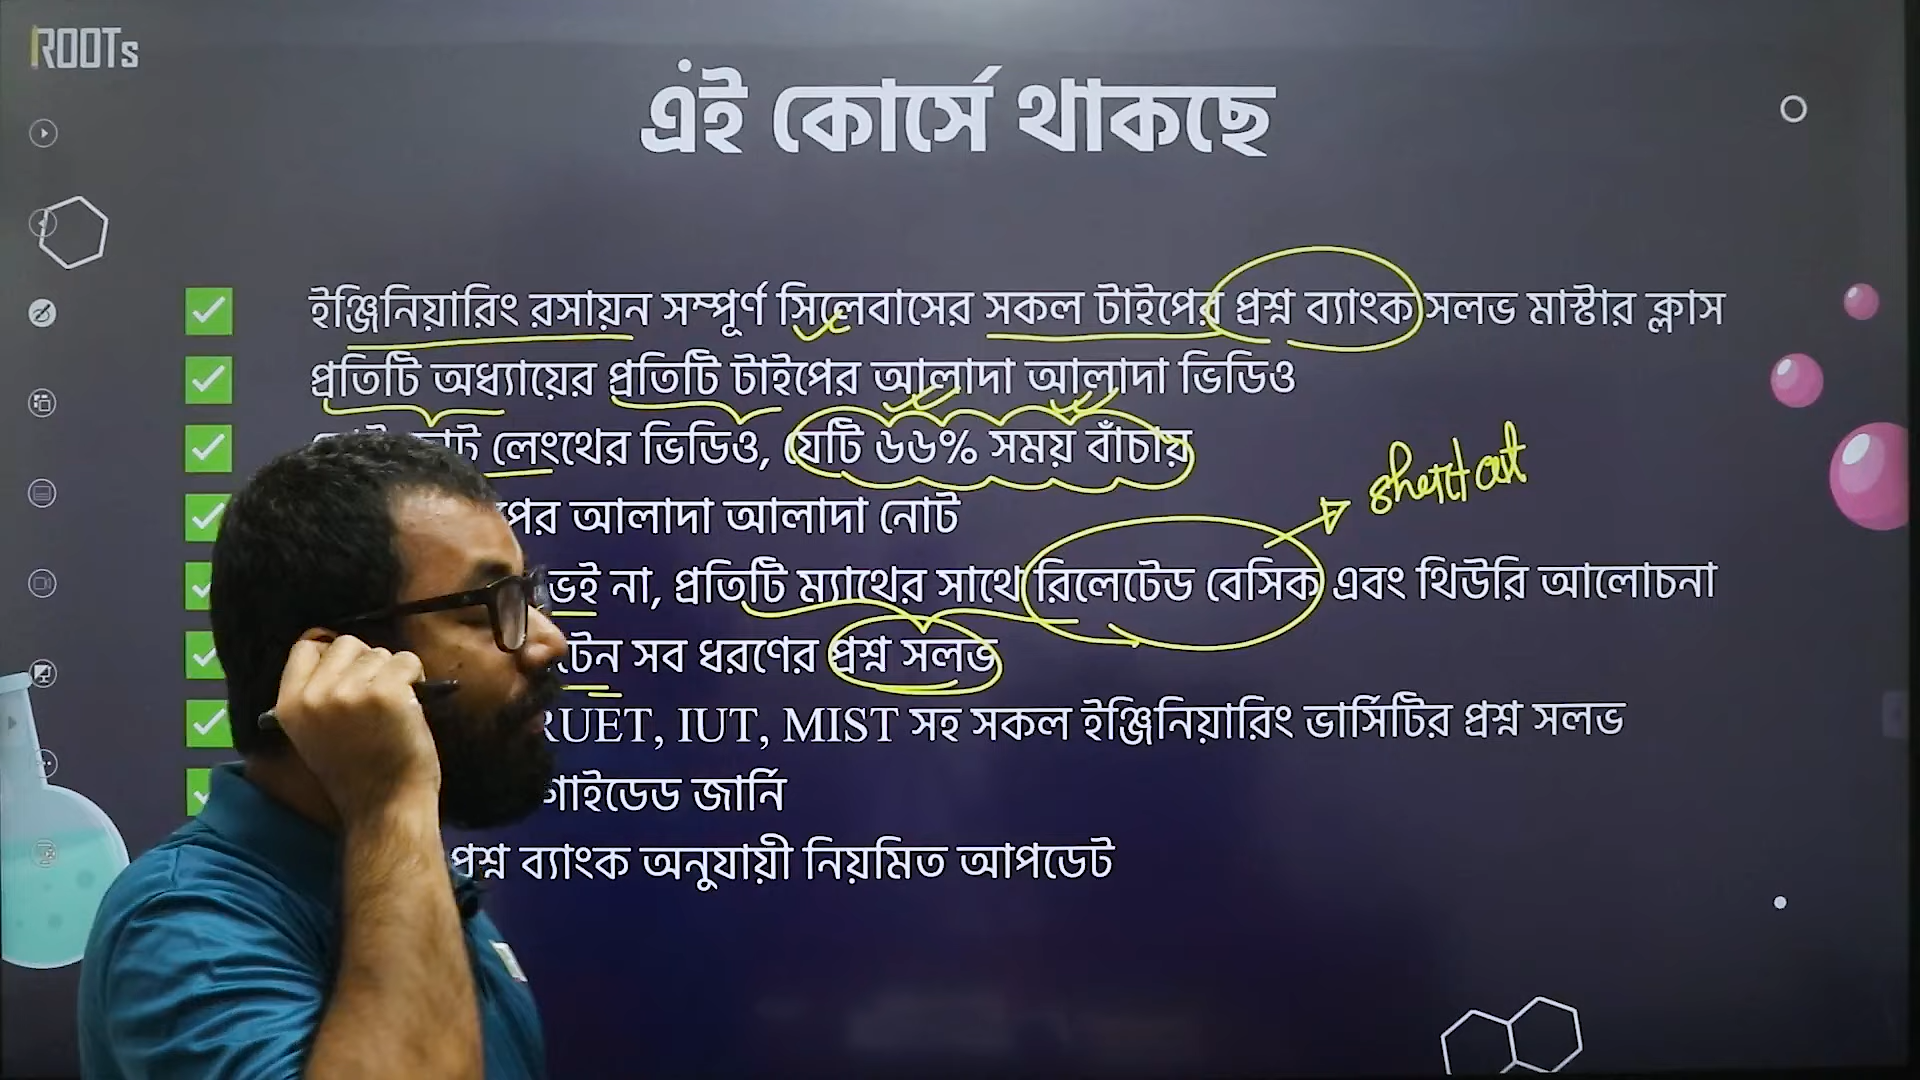 ROOTs
এই কোর্সে থাকছে
ইঞ্জিনিয়ারিং রসায়ন সম্পূর্ণ সিলেবাসের সকল টাইপের প্রশ্ন ব্যাংক সলভ মাস্টার ক্লাস
প্রতিটি অধ্যায়ের প্রতিটি টাইপের আলাদা আলাদা ভিডিও
লেংথের ভিডিও, যেটি ৬৬% সময় বাঁচায়
shortcut
আলাদা আলাদা নোট
না, প্রতিটি ম্যাথের সাথে রিলেটেড বেসিক এবং থিউরি আলোচনা
সব ধরণের প্রশ্ন সলভ
RUET, IUT, MIST সহ সকল ইঞ্জিনিয়ারিং ভার্সিটির প্রশ্ন সলভ
গাইডেড জার্নি
প্রশ্ন ব্যাংক অনুযায়ী নিয়মিত আপডেট